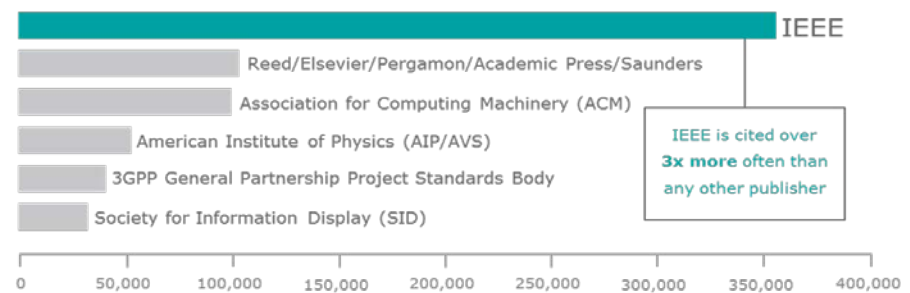 IEEE
Reed/Elsevier/Pergamon/Academic Press/Saunders
Association for Computing Machinery (ACM)
American Institute of Physics (AIP/AVS)
3GPP General Partnership Project Standards Body
Society for Information Display (SID)
IEEE is cited over
3x more often than
any other publisher
0 50,000 100,000 150,000 200,000 250,000 300,000 350,000 400,000